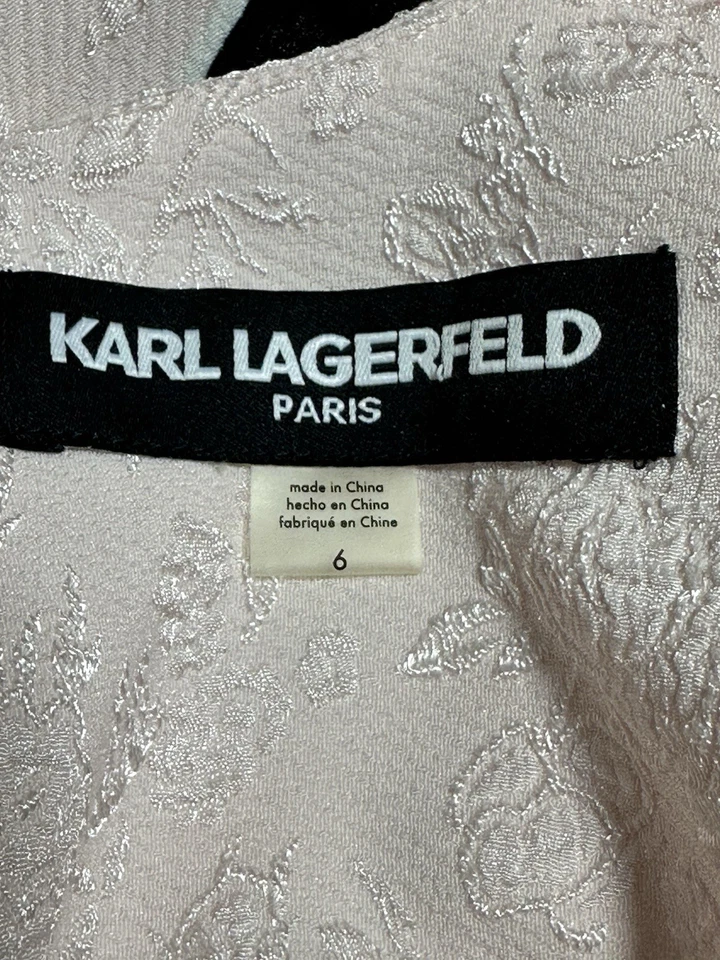 KARL LAGERFELD
PARIS
made in China
hecho en China
fabriqué en Chine
6